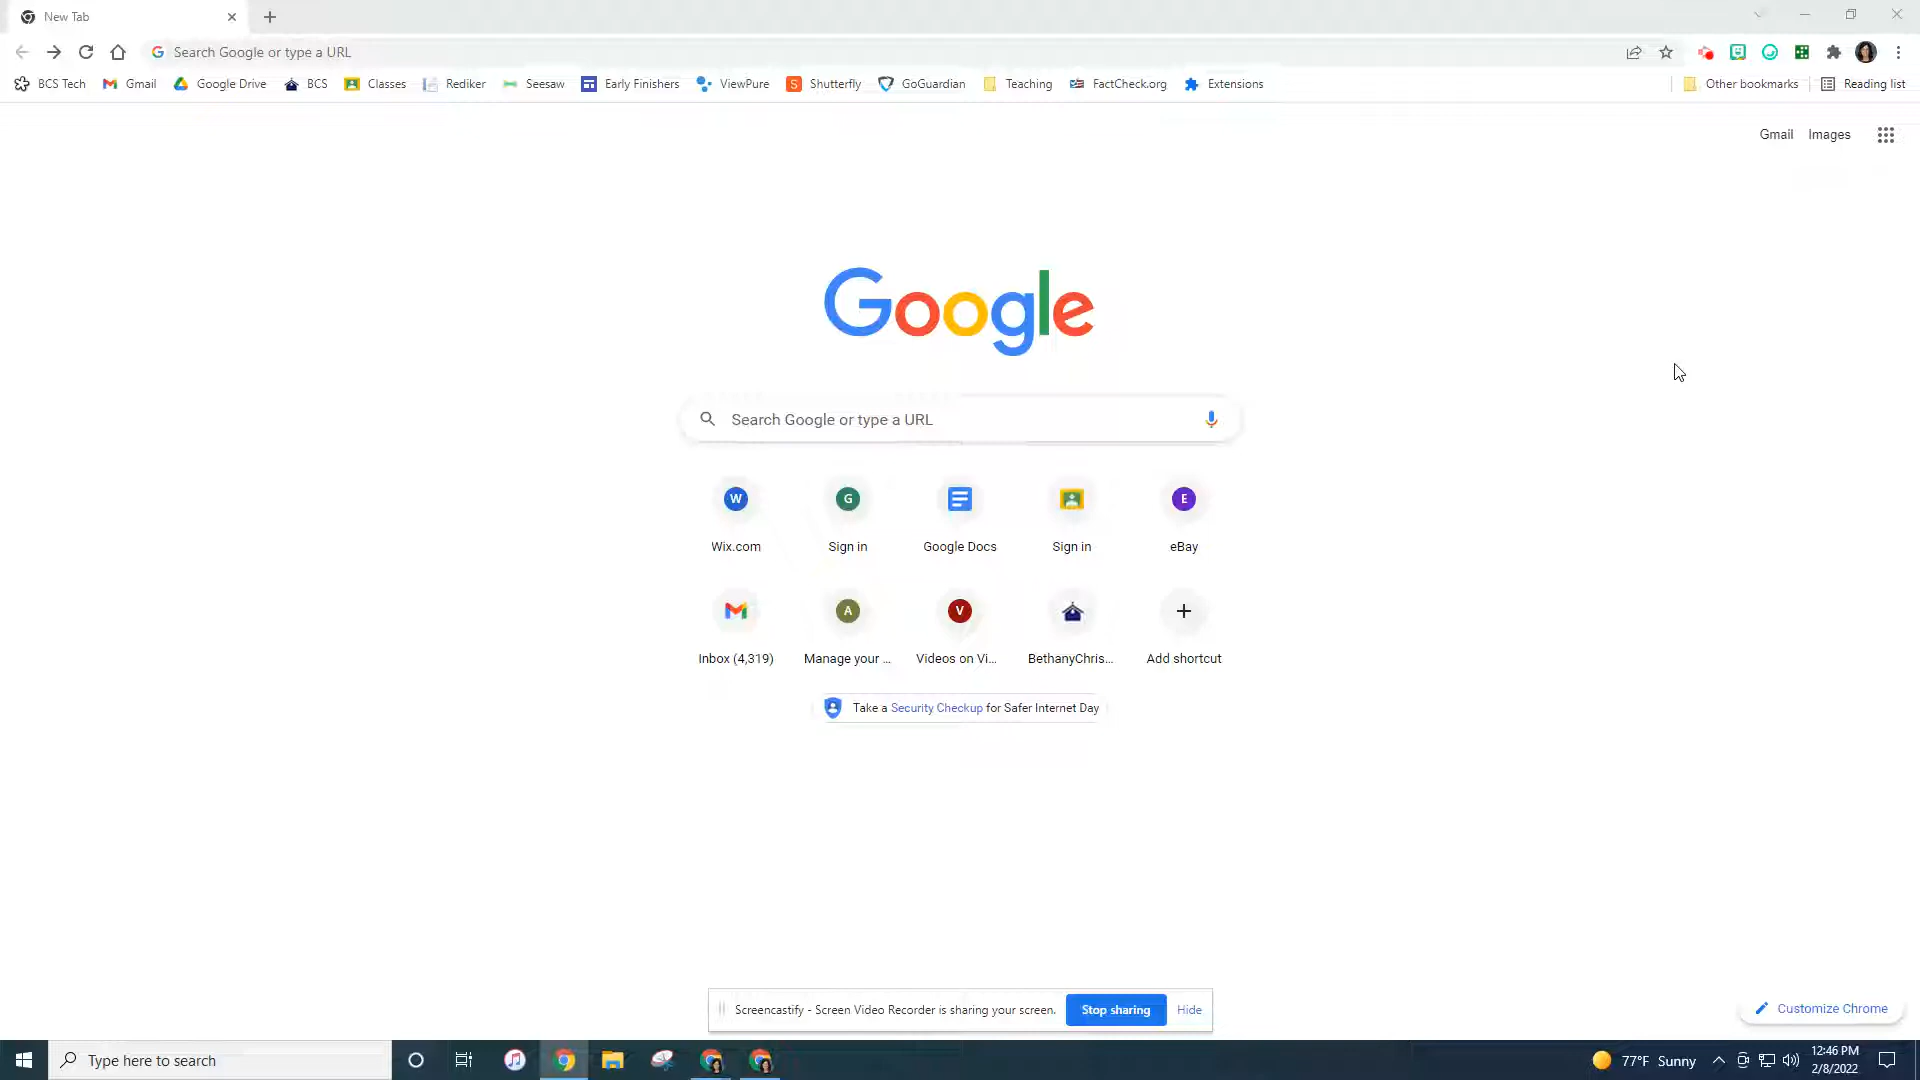 New Tab
Search Google or type a URL
BCS Tech Gmail Google Drive BCS Classes Rediker Seesaw Early Finishers ViewPure Shutterfly GoGuardian Teaching FactCheck.org Extensions Other bookmarks Reading list
Gmail Images
Google
Search Google or type a URL
W G E
Wix.com Sign in Google Docs Sign in eBay
A V
Inbox (4,319) Manage your ... Videos on Vi... BethanyChris... Add shortcut
Take a Security Checkup for Safer Internet Day
Screencastify - Screen Video Recorder is sharing your screen. Stop sharing Hide
Customize Chrome
Type here to search
77°F Sunny
12:46 PM
2/8/2022